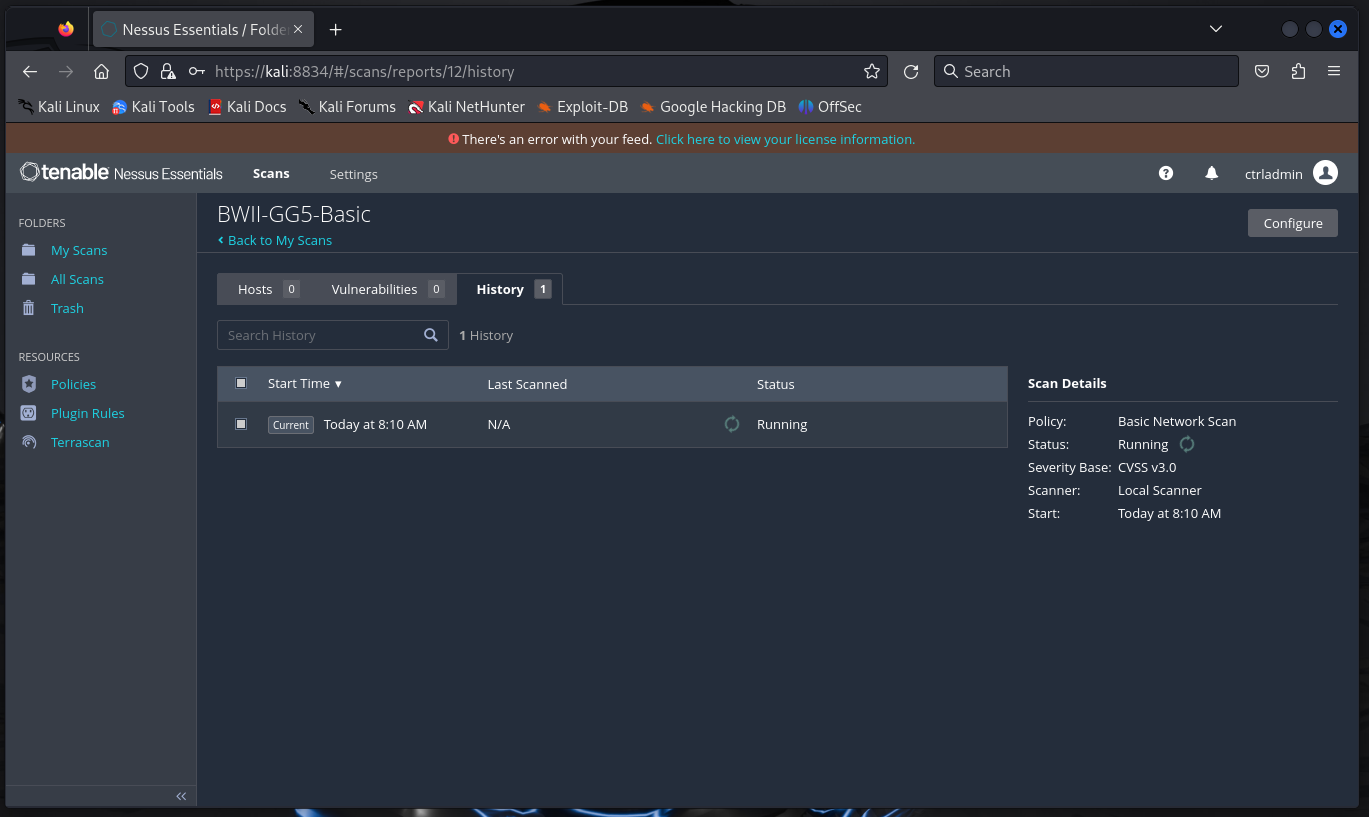 Nessus Essentials / Folde
https://kali:8834/#/scans/reports/12/history
Search
Kali Linux Kali Tools Kali Docs Kali Forums Kali NetHunter Exploit-DB Google Hacking DB OffSec
There's an error with your feed. Click here to view your license information.
tenable Nessus Essentials Scans Settings ctrladmin
FOLDERS
My Scans
All Scans
Trash
RESOURCES
Policies
Plugin Rules
Terrascan
BWII-GG5-Basic
Back to My Scans
Configure
Hosts 0 Vulnerabilities 0 History 1
Search History 1 History
Start Time Last Scanned Status
Current Today at 8:10 AM N/A Running
Scan Details
Policy: Basic Network Scan
Status: Running
Severity Base: CVSS v3.0
Scanner: Local Scanner
Start: Today at 8:10 AM